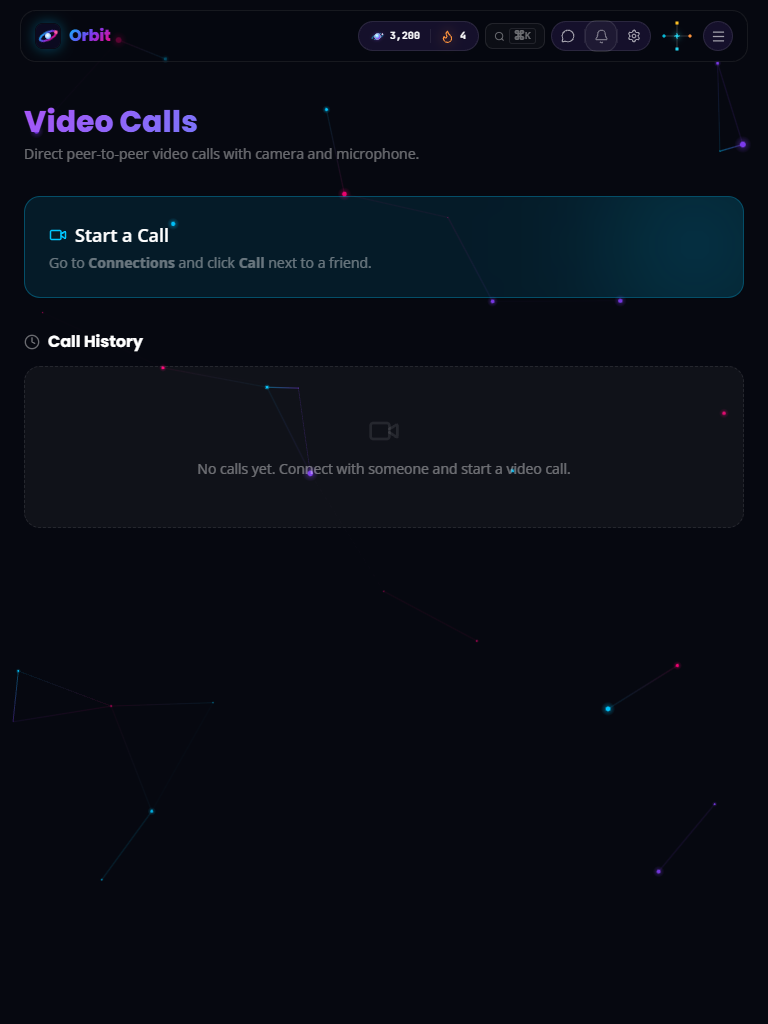 Orbit
3,200
4
⌘K
Video Calls
Direct peer-to-peer video calls with camera and microphone.
Start a Call
Go to Connections and click Call next to a friend.
Call History
No calls yet. Connect with someone and start a video call.